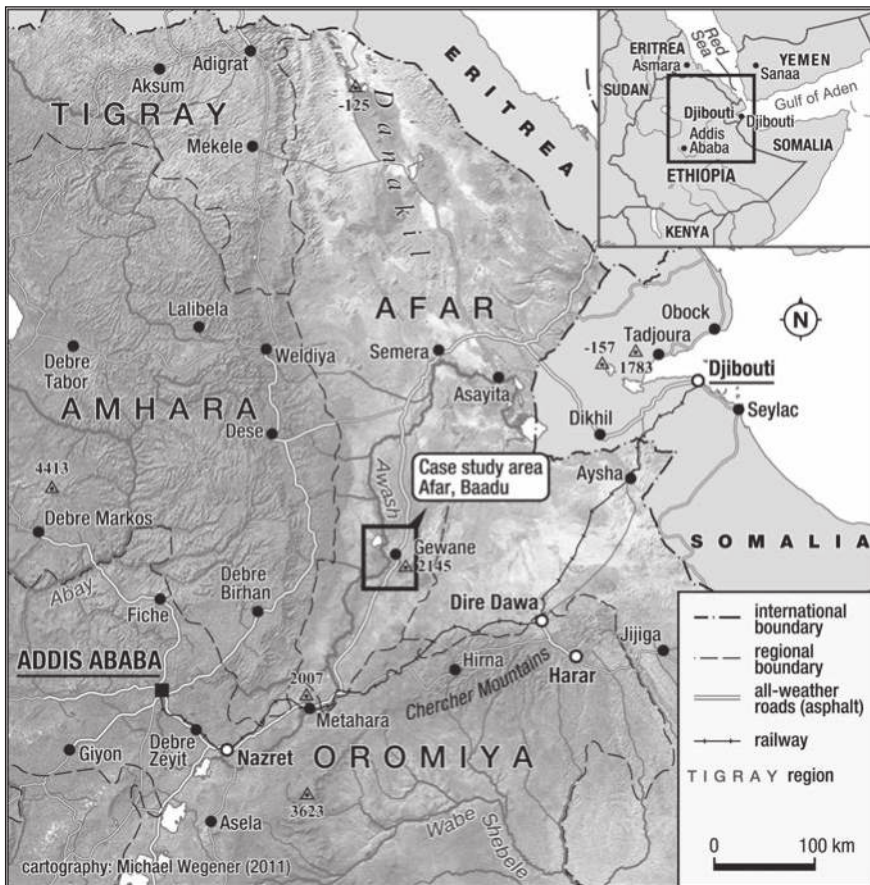 ERITREA
Adigrat
Aksum
-125
TIGRAY
Danakil
Mekele
Red
Sea
ERITREA
Asmara
YEMEN
Sanaa
SUDAN
Gulf of Aden
Djibouti
Djibouti
Addis
Ababa
SOMALIA
ETHIOPIA
KENYA
AFAR
Lalibela
Obock
N
Tadjoura
-157
1783
Debre
Tabor
Weldiya
Semera
Asayita
Djibouti
AMHARA
Dikhil
Seylac
Dese
4413
Awash
Case study area
Afar, Baadu
Aysha
Debre Markos
SOMALIA
Gewane
2145
Abay
Debre
Birhan
Fiche
Dire Dawa
international
boundary
regional
boundary
all-weather
roads (asphalt)
railway
TIGRAY region
0 100 km
Jijiga
ADDIS ABABA
Hirna
Harar
2007
Chercher Mountains
Metahara
Debre
Zeyit
Giyon
Nazret
OROMIYA
3623
Asela
Wabe
Shebele
cartography: Michael Wegener (2011)